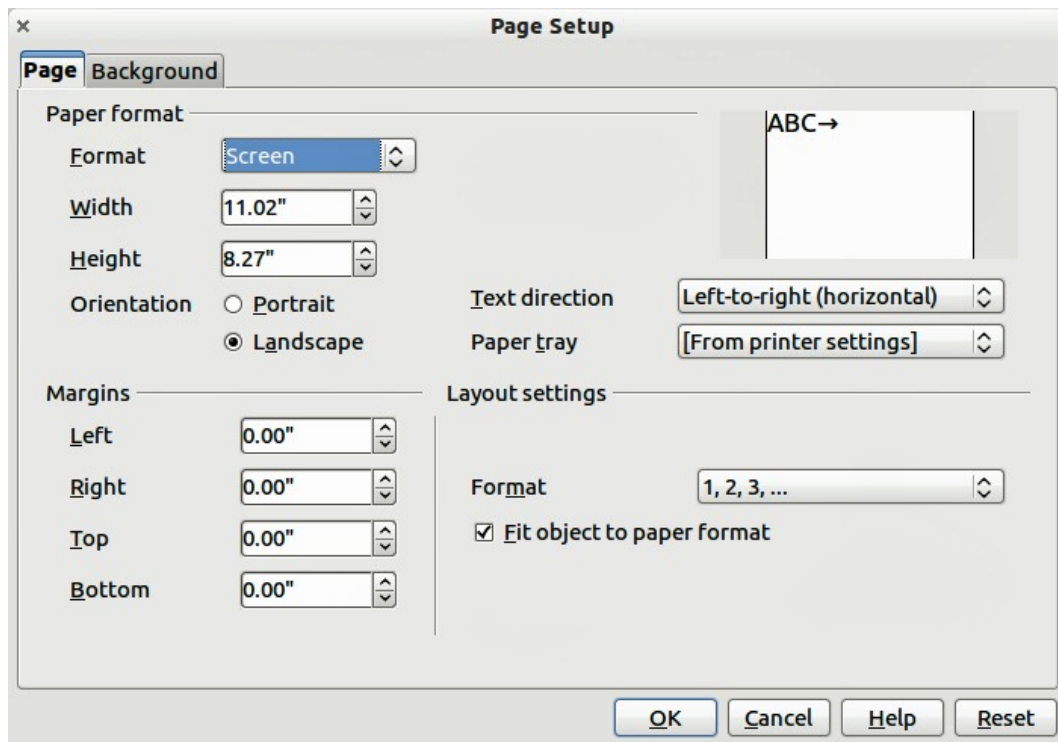 Page Setup
Page Background
Paper format
ABC→
Format Screen
Width 11.02"
Height 8.27"
Orientation Portrait
Landscape
Text direction Left-to-right (horizontal)
Paper tray [From printer settings]
Margins
Left 0.00"
Right 0.00"
Top 0.00"
Bottom 0.00"
Layout settings
Format 1, 2, 3, ...
Fit object to paper format
OK Cancel Help Reset